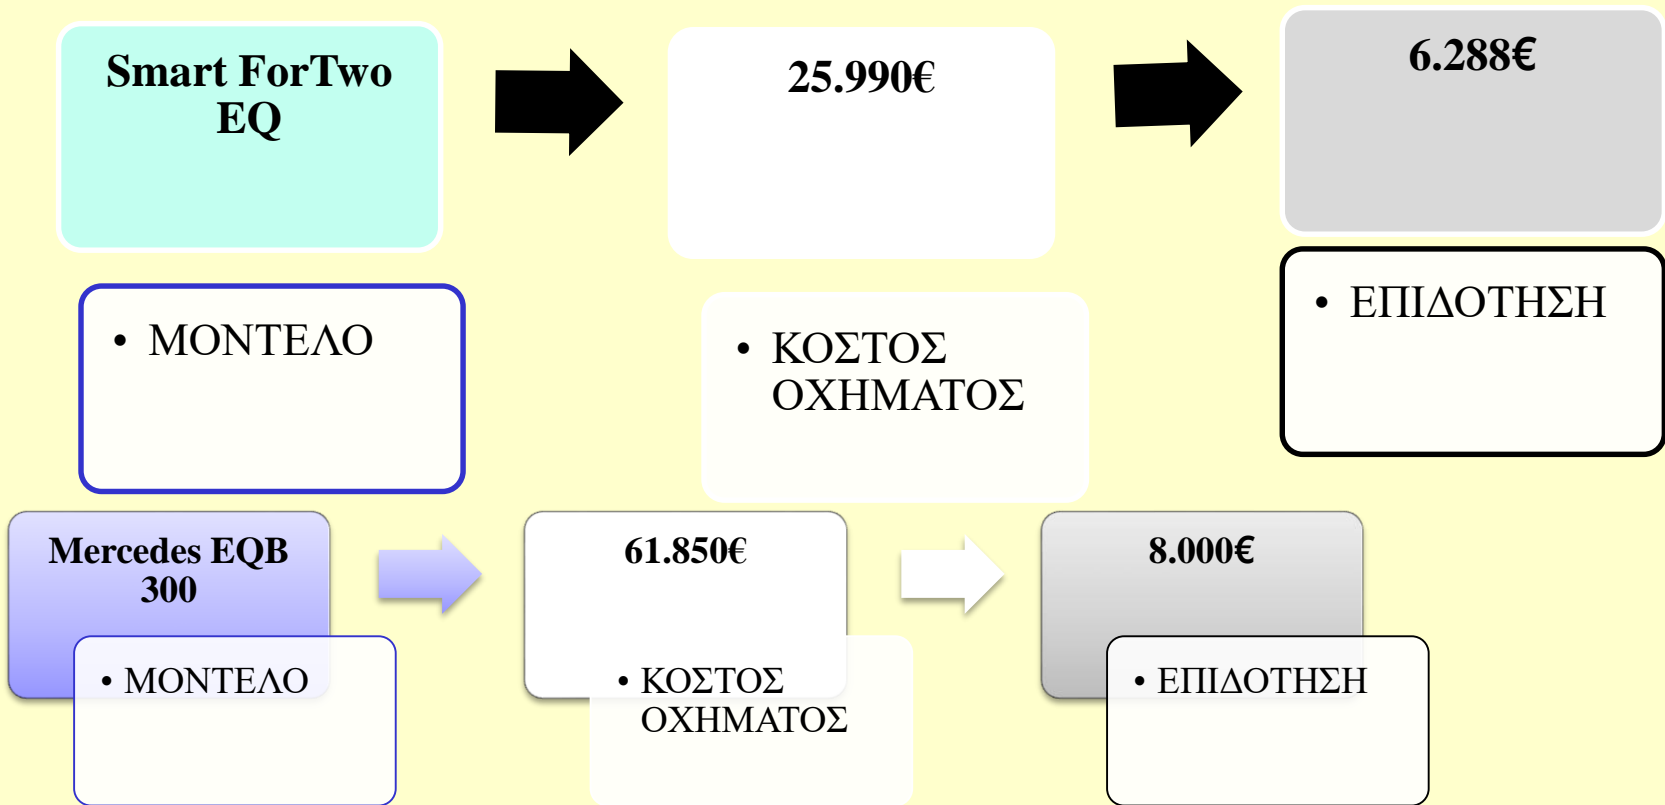 Smart ForTwo
EQ
25.990€
6.288€
• ΜΟΝΤΕΛΟ
• ΚΟΣΤΟΣ
ΟΧΗΜΑΤΟΣ
• ΕΠΙΔΟΤΗΣΗ
Mercedes EQB
300
61.850€
8.000€
• ΜΟΝΤΕΛΟ
• ΚΟΣΤΟΣ
ΟΧΗΜΑΤΟΣ
• ΕΠΙΔΟΤΗΣΗ